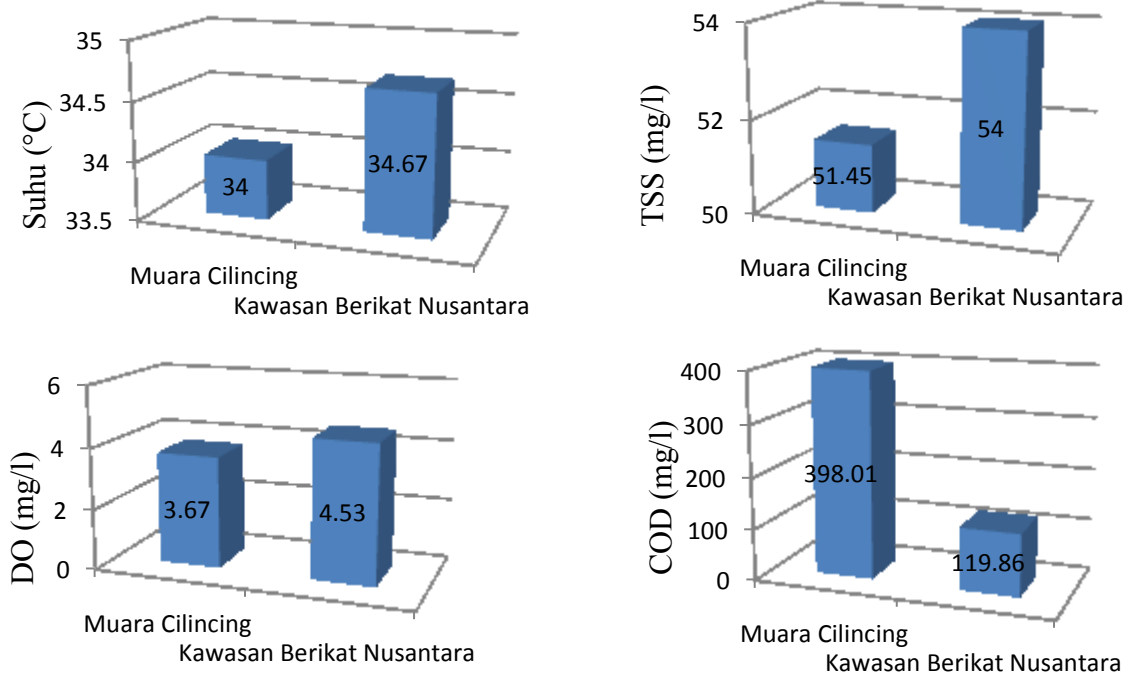 Suhu (°C)
35
34.5
34
33.5
34
34.67
Muara Cilincing
Kawasan Berikat Nusantara
TSS (mg/l)
54
52
50
51.45
54
Muara Cilincing
Kawasan Berikat Nusantara
DO (mg/l)
6
4
2
0
3.67
4.53
Muara Cilincing
Kawasan Berikat Nusantara
COD (mg/l)
400
300
200
100
0
398.01
119.86
Muara Cilincing
Kawasan Berikat Nusantara